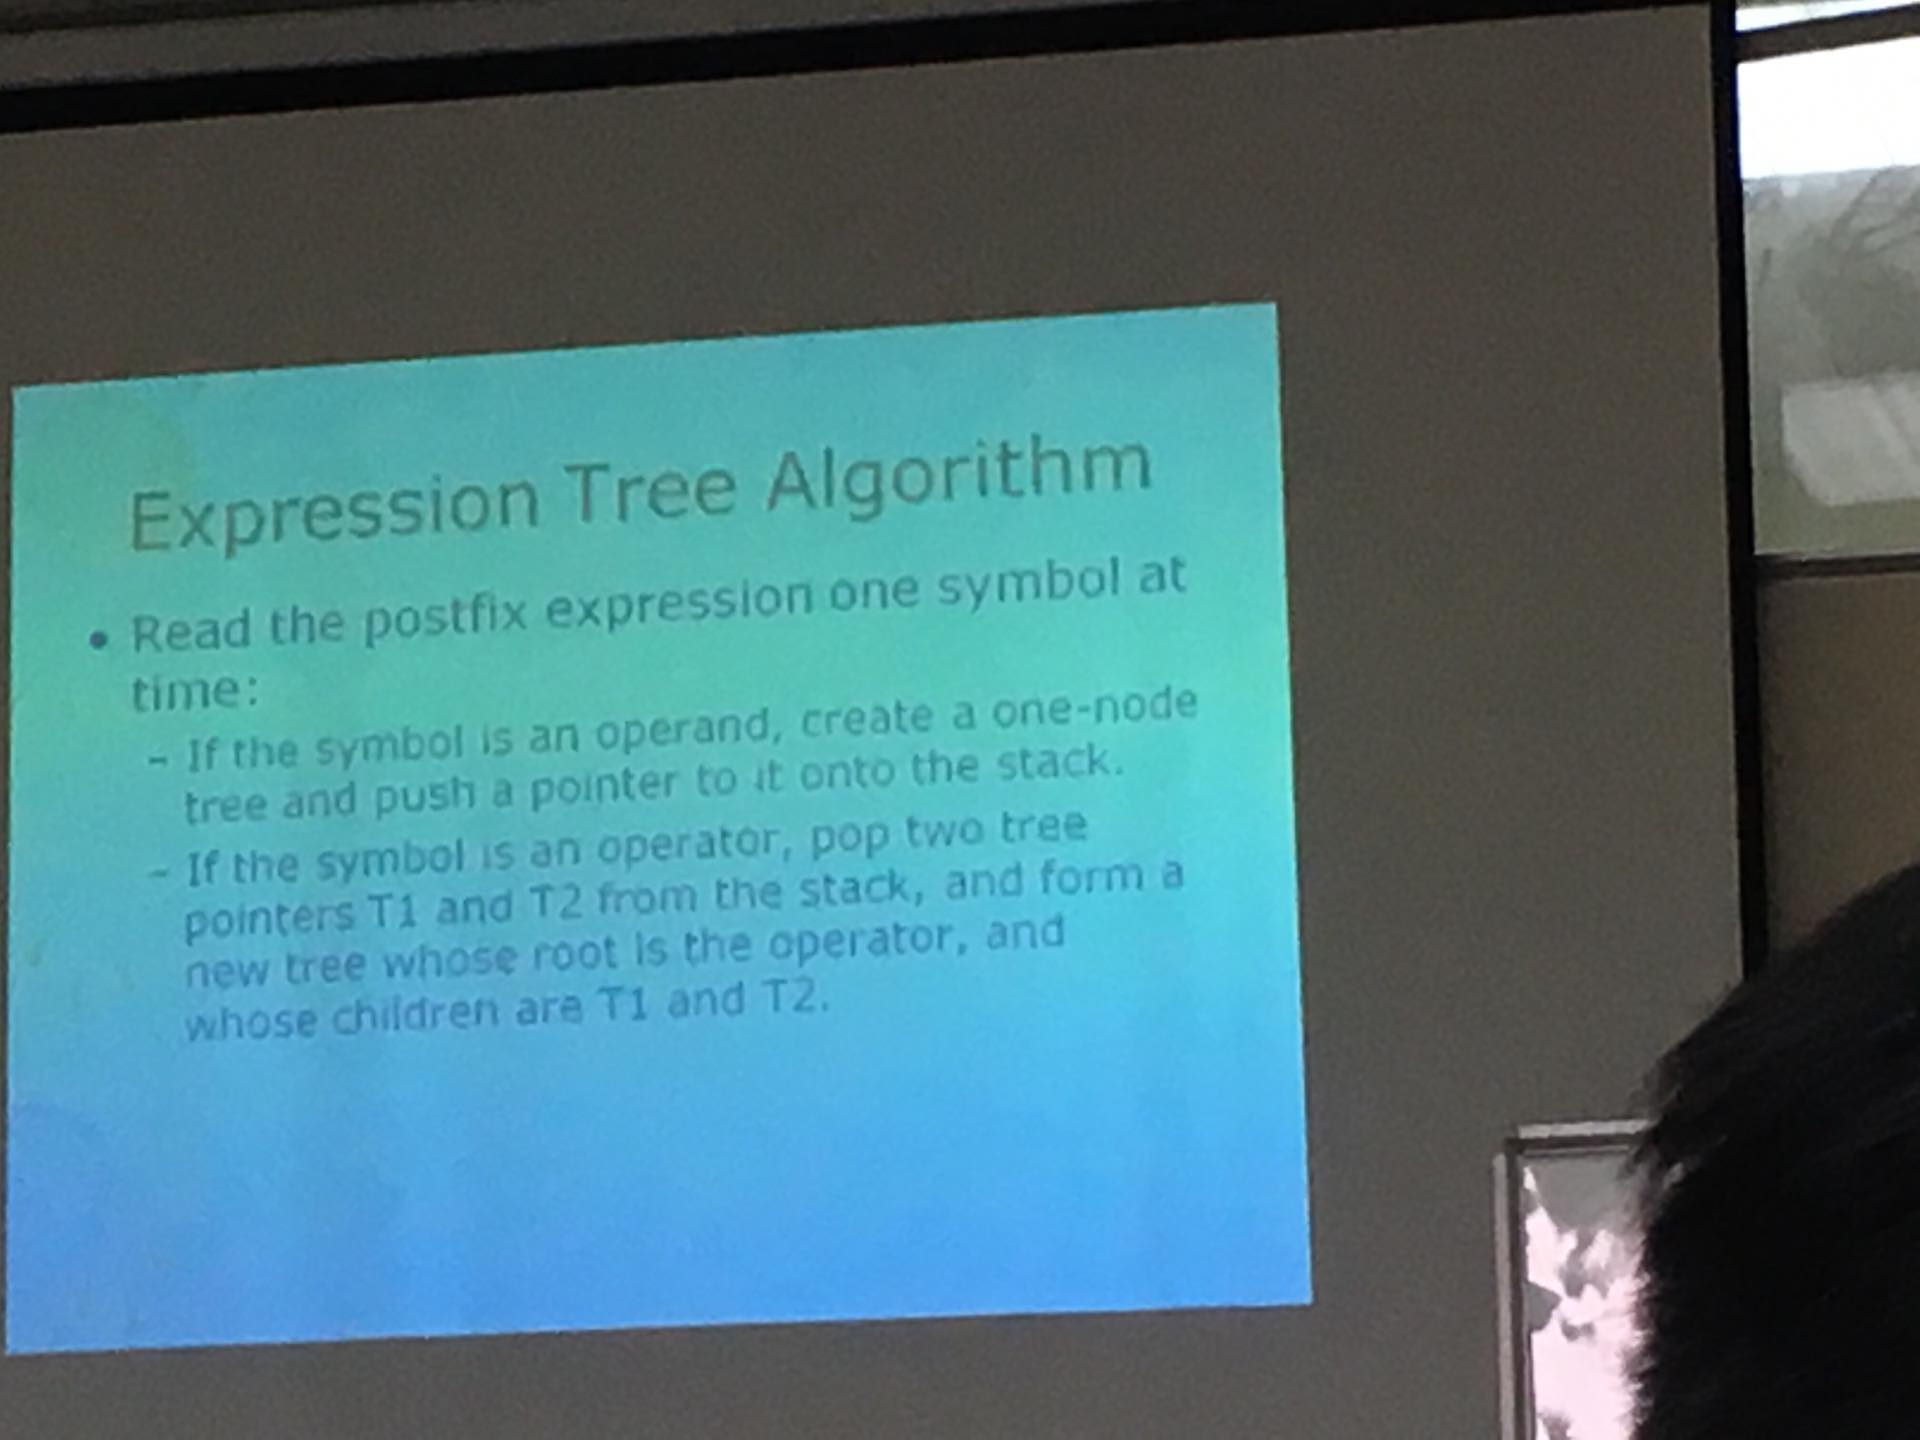 Expression Tree Algorithm
• Read the postfix expression one symbol at
time:
– If the symbol is an operand, create a one-node
tree and push a pointer to it onto the stack.
– If the symbol is an operator, pop two tree
pointers T1 and T2 from the stack, and form a
new tree whose root is the operator, and
whose children are T1 and T2.